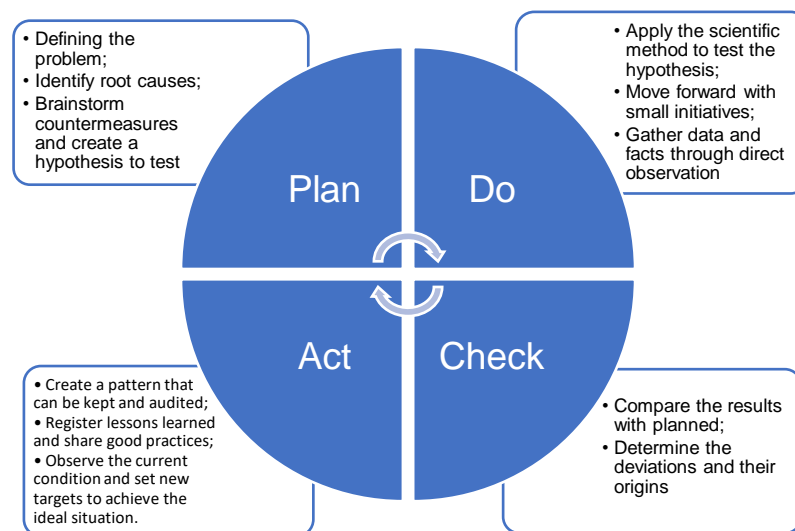 • Defining the
problem;
• Identify root causes;
• Brainstorm
countermeasures
and create a
hypothesis to test
• Apply the scientific
method to test the
hypothesis;
• Move forward with
small initiatives;
• Gather data and
facts through direct
observation
Plan
Do
Act
Check
• Create a pattern that
can be kept and audited;
• Register lessons learned
and share good practices;
• Observe the current
condition and set new
targets to achieve the
ideal situation.
• Compare the results
with planned;
• Determine the
deviations and their
origins